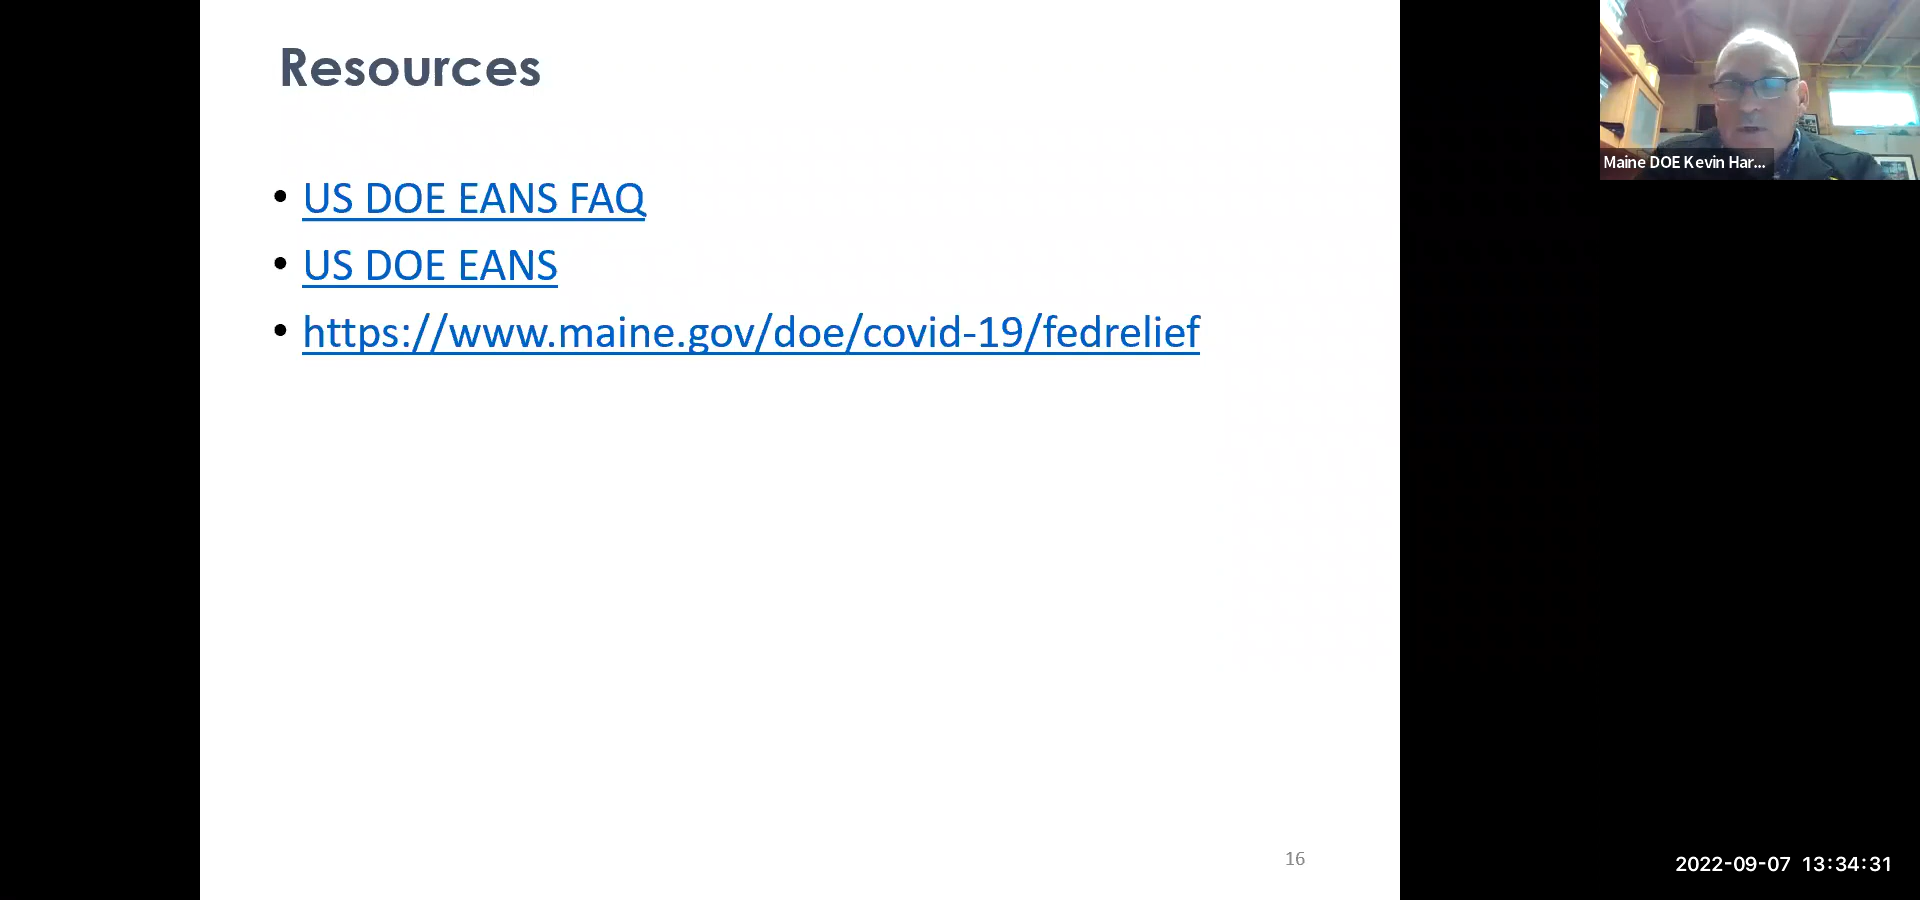 Resources
• US DOE EANS FAQ
• US DOE EANS
• https://www.maine.gov/doe/covid-19/fedrelief
16
Maine DOE Kevin Har...
2022-09-07 13:34:31